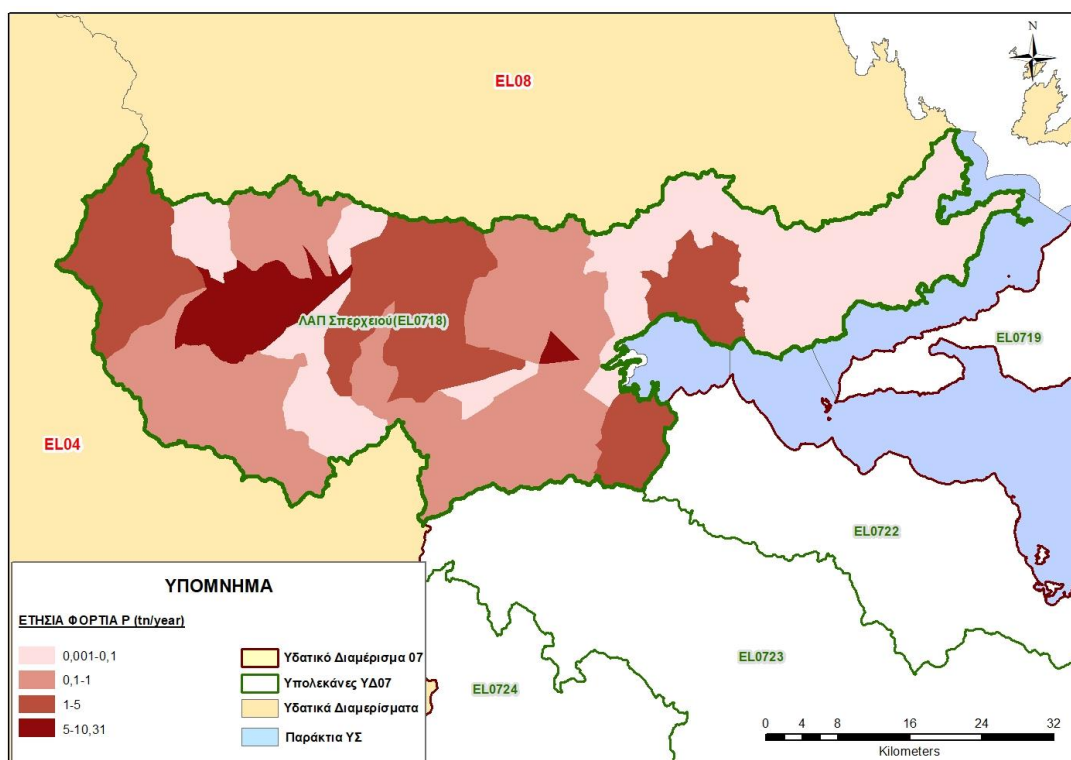 EL08
N
ΛΑΠ Σπερχειού(EL0718)
EL0719
EL04
EL0722
EL0723
EL0724
ΥΠΟΜΝΗΜΑ
ΕΤΗΣΙΑ ΦΟΡΤΙΑ P (tn/year)
0,001-0,1
0,1-1
1-5
5-10,31
Υδατικό Διαμέρισμα 07
Υπολεκάνες ΥΔ07
Υδατικά Διαμερίσματα
Παράκτια ΥΣ
0 4 8 16 24 32
Kilometers